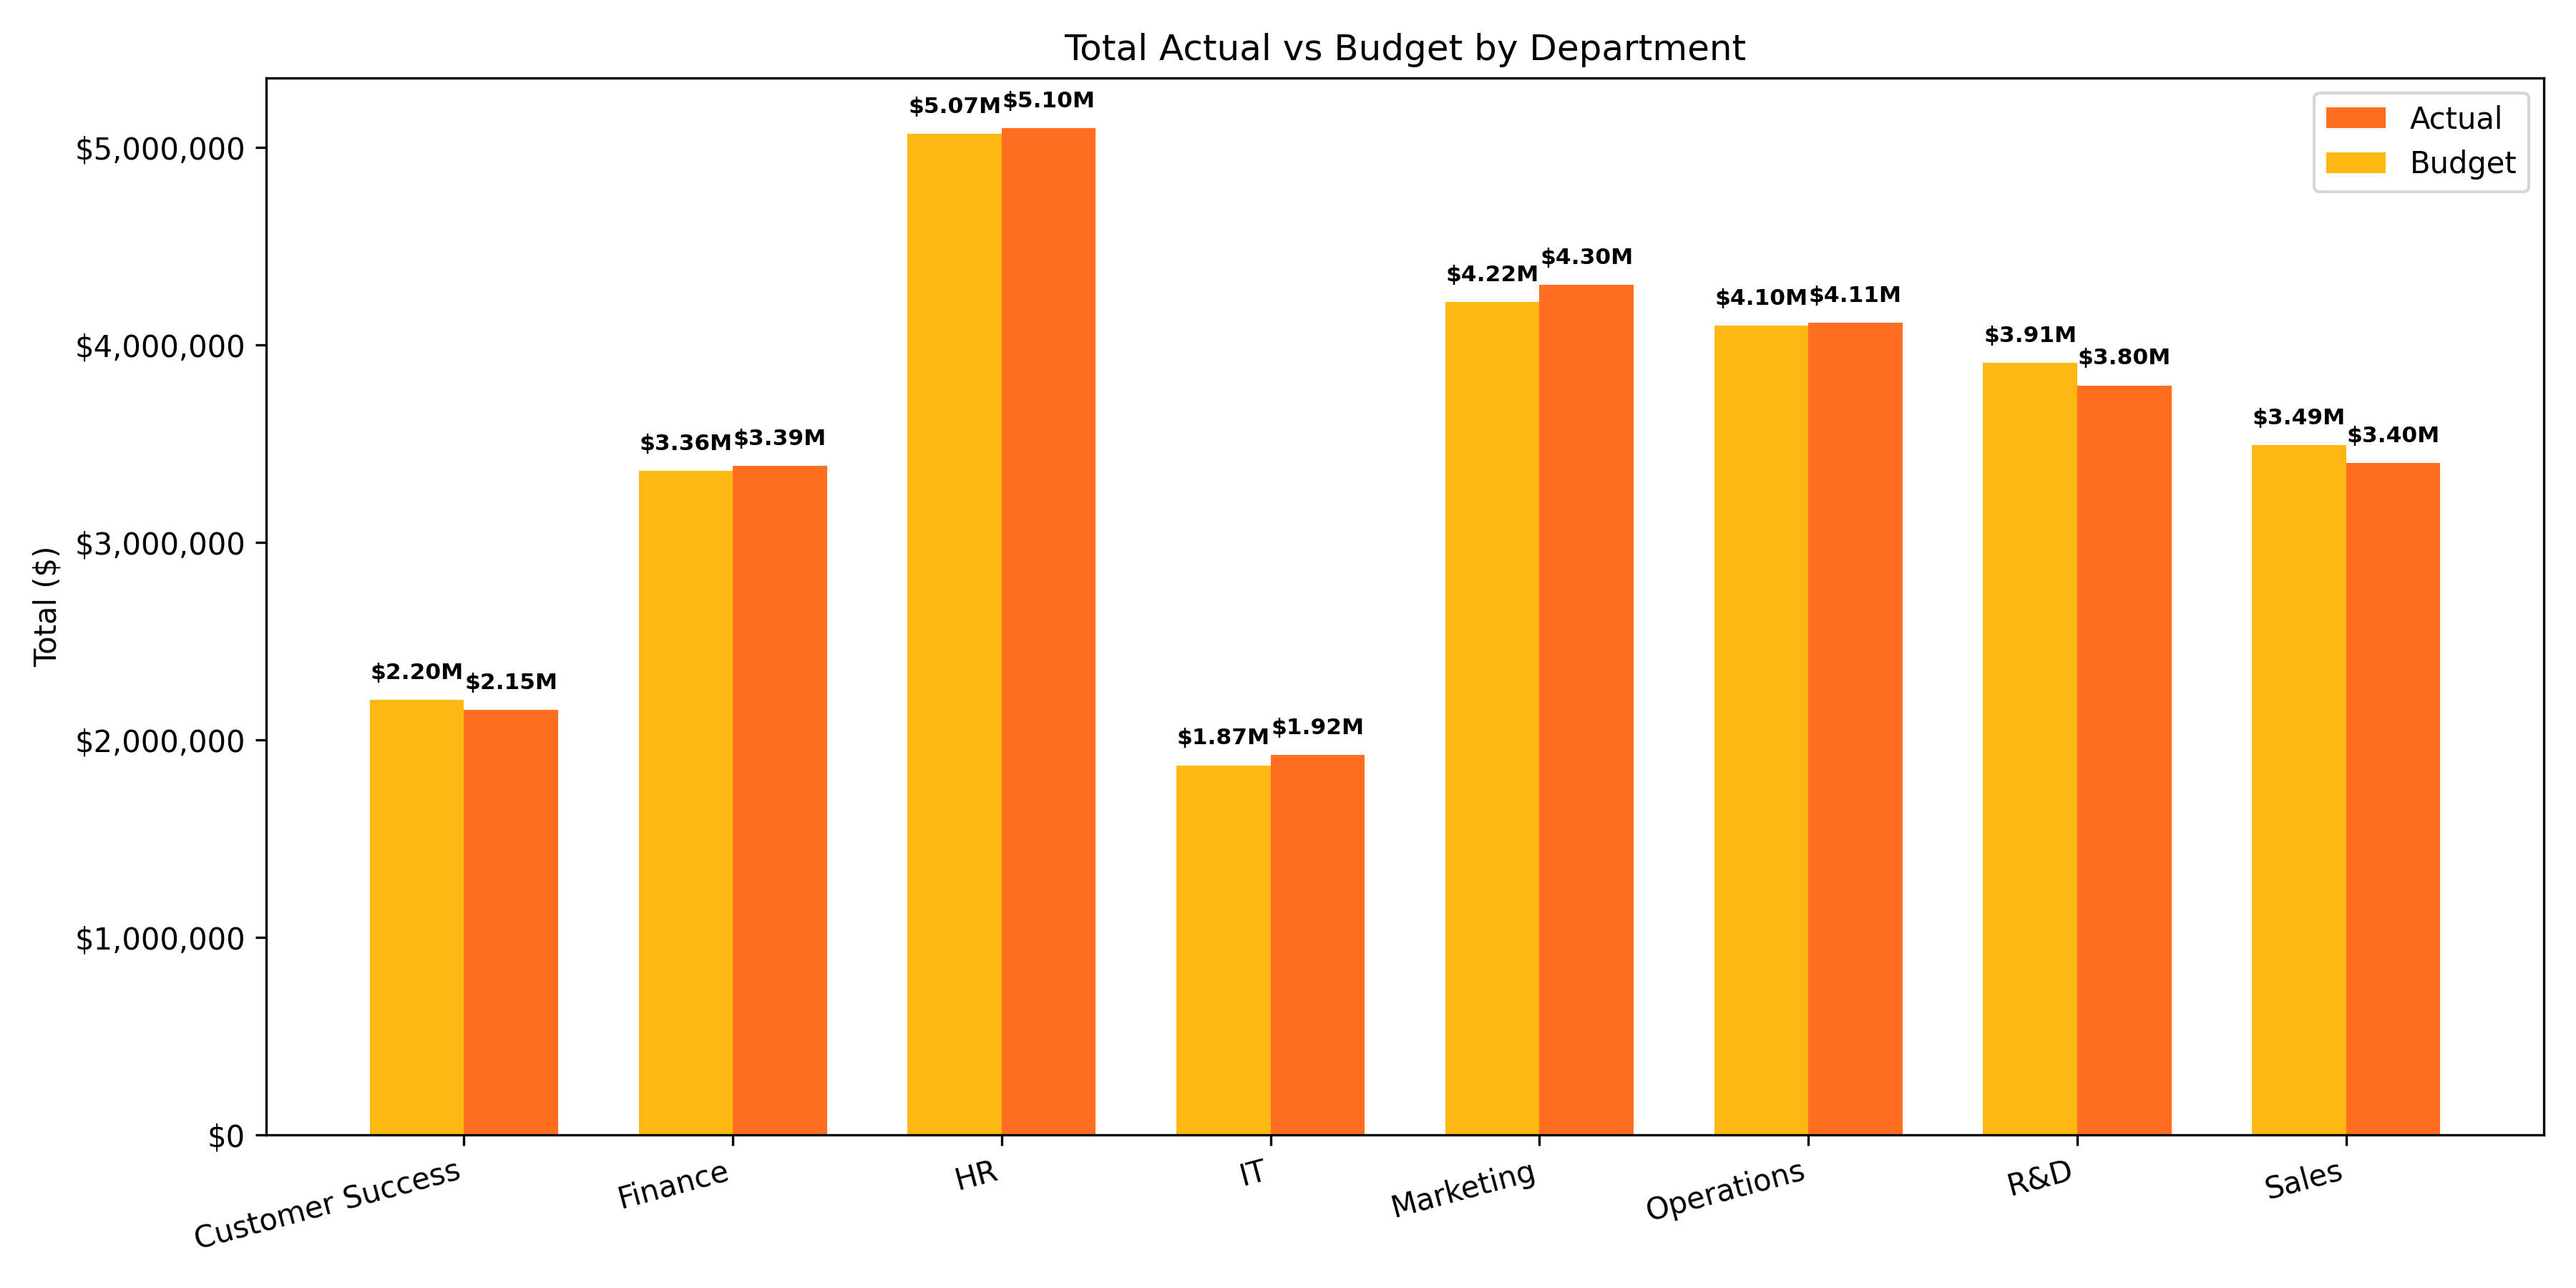 Total Actual vs Budget by Department
Actual
Budget
Total ($)
$5,000,000
$4,000,000
$3,000,000
$2,000,000
$1,000,000
$0
$2.20M $2.15M
$3.36M $3.39M
$5.07M $5.10M
$1.87M $1.92M
$4.22M $4.30M
$4.10M $4.11M
$3.91M $3.80M
$3.49M $3.40M
Customer Success
Finance
HR
IT
Marketing
Operations
R&D
Sales